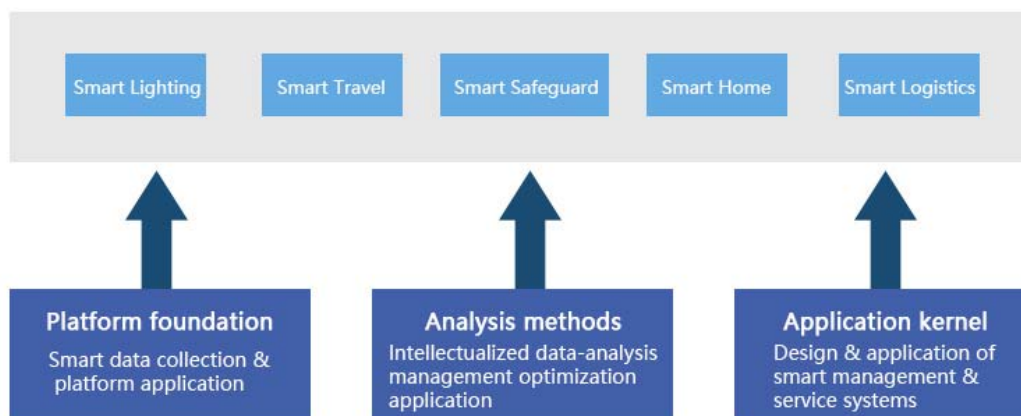 Smart Lighting
Smart Travel
Smart Safeguard
Smart Home
Smart Logistics
Platform foundation
Smart data collection &
platform application
Analysis methods
Intellectualized data-analysis
management optimization
application
Application kernel
Design & application of
smart management &
service systems